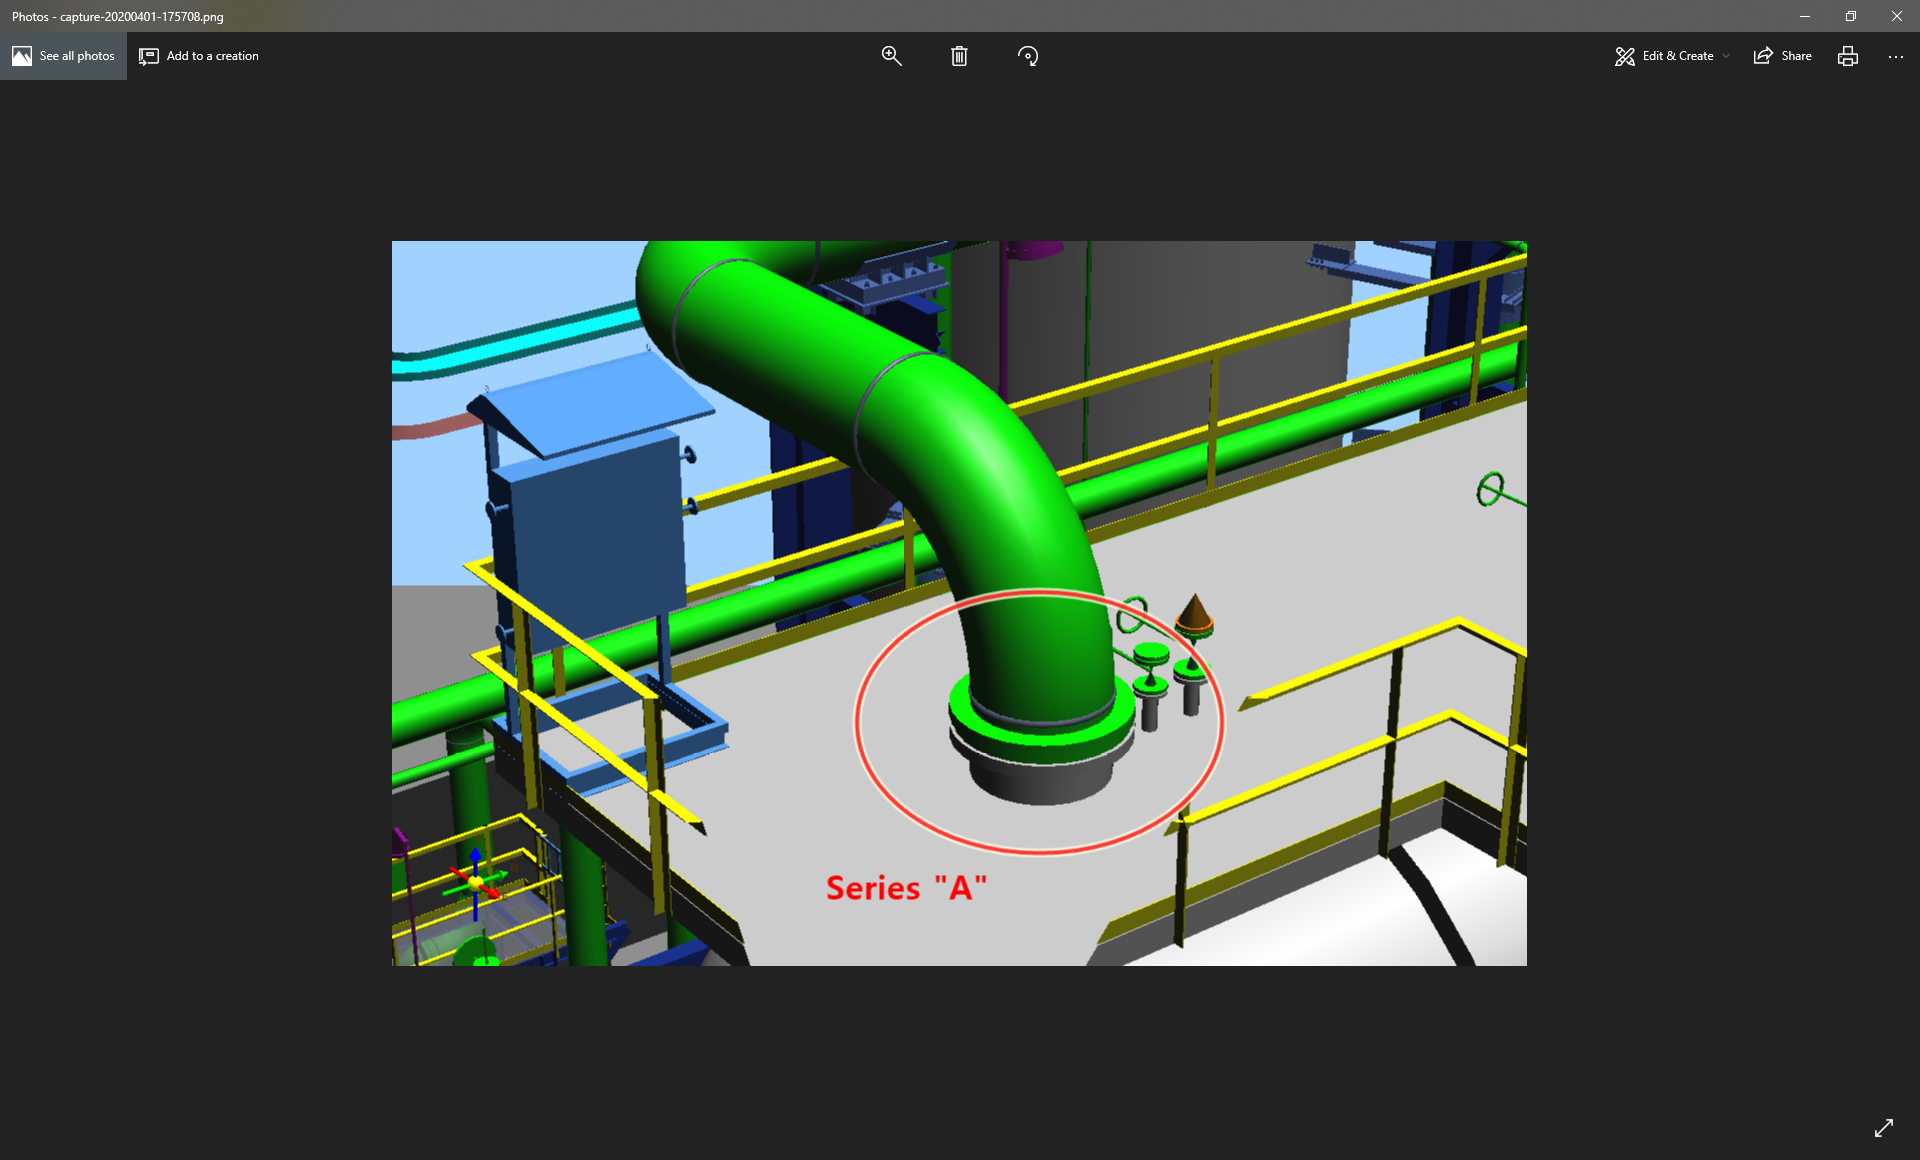 Photos - capture-20200401-175708.png
See all photos
Add to a creation
Edit & Create
Share
Series "A"